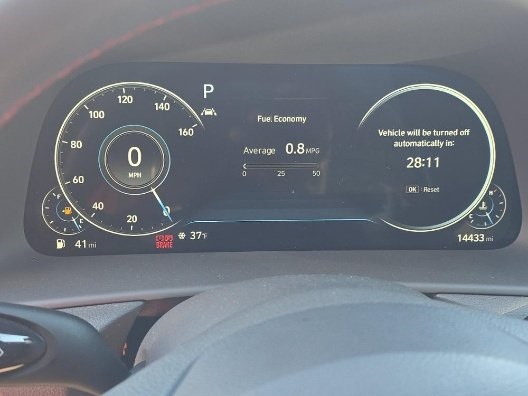 P
120
100
140
160
80
60
40
20
0
MPH
Fuel Economy
Average 0.8 MPG
0 25 50
Vehicle will be turned off
automatically in:
28:11
OK : Reset
F
E
H
C
41 mi
BRAKE
37°F
14433 mi